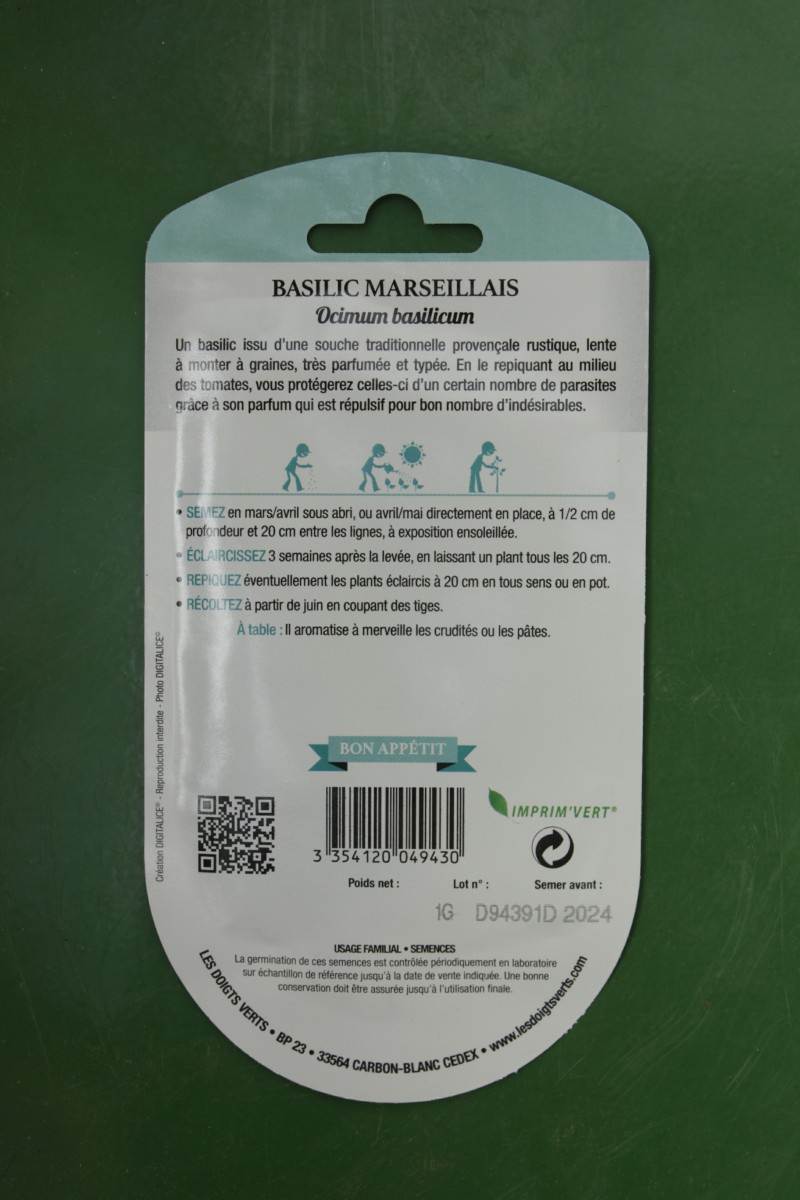 BASILIC MARSEILLAIS
Ocimum basilicum
Un basilic issu d'une souche traditionnelle provençale rustique, lente
à monter à graines, très parfumée et typée. En le repiquant au milieu
des tomates, vous protégerez celles-ci d'un certain nombre de parasites
grâce à son parfum qui est répulsif pour bon nombre d'indésirables.
• SEMEZ en mars/avril sous abri, ou avril/mai directement en place, à 1/2 cm de
profondeur et 20 cm entre les lignes, à exposition ensoleillée.
• ÉCLAIRCISSEZ 3 semaines après la levée, en laissant un plant tous les 20 cm.
• REPIQUEZ éventuellement les plants éclaircis à 20 cm en tous sens ou en pot.
• RÉCOLTEZ à partir de juin en coupant des tiges.
À table : Il aromatise à merveille les crudités ou les pâtes.
Création DIGITALICE® - Reproduction interdite - Photo DIGITALICE®
BON APPÉTIT
IMPRIM'VERT®
3 354120 049430
Poids net : Lot n° : Semer avant :
1G D94391D 2024
USAGE FAMILIAL • SEMENCES
La germination de ces semences est contrôlée périodiquement en laboratoire
sur échantillon de référence jusqu'à la date de vente indiquée. Une bonne
conservation doit être assurée jusqu'à l'utilisation finale.
LES DOIGTS VERTS • BP 23 • 33564 CARBON-BLANC CEDEX • www.lesdoigtsverts.com